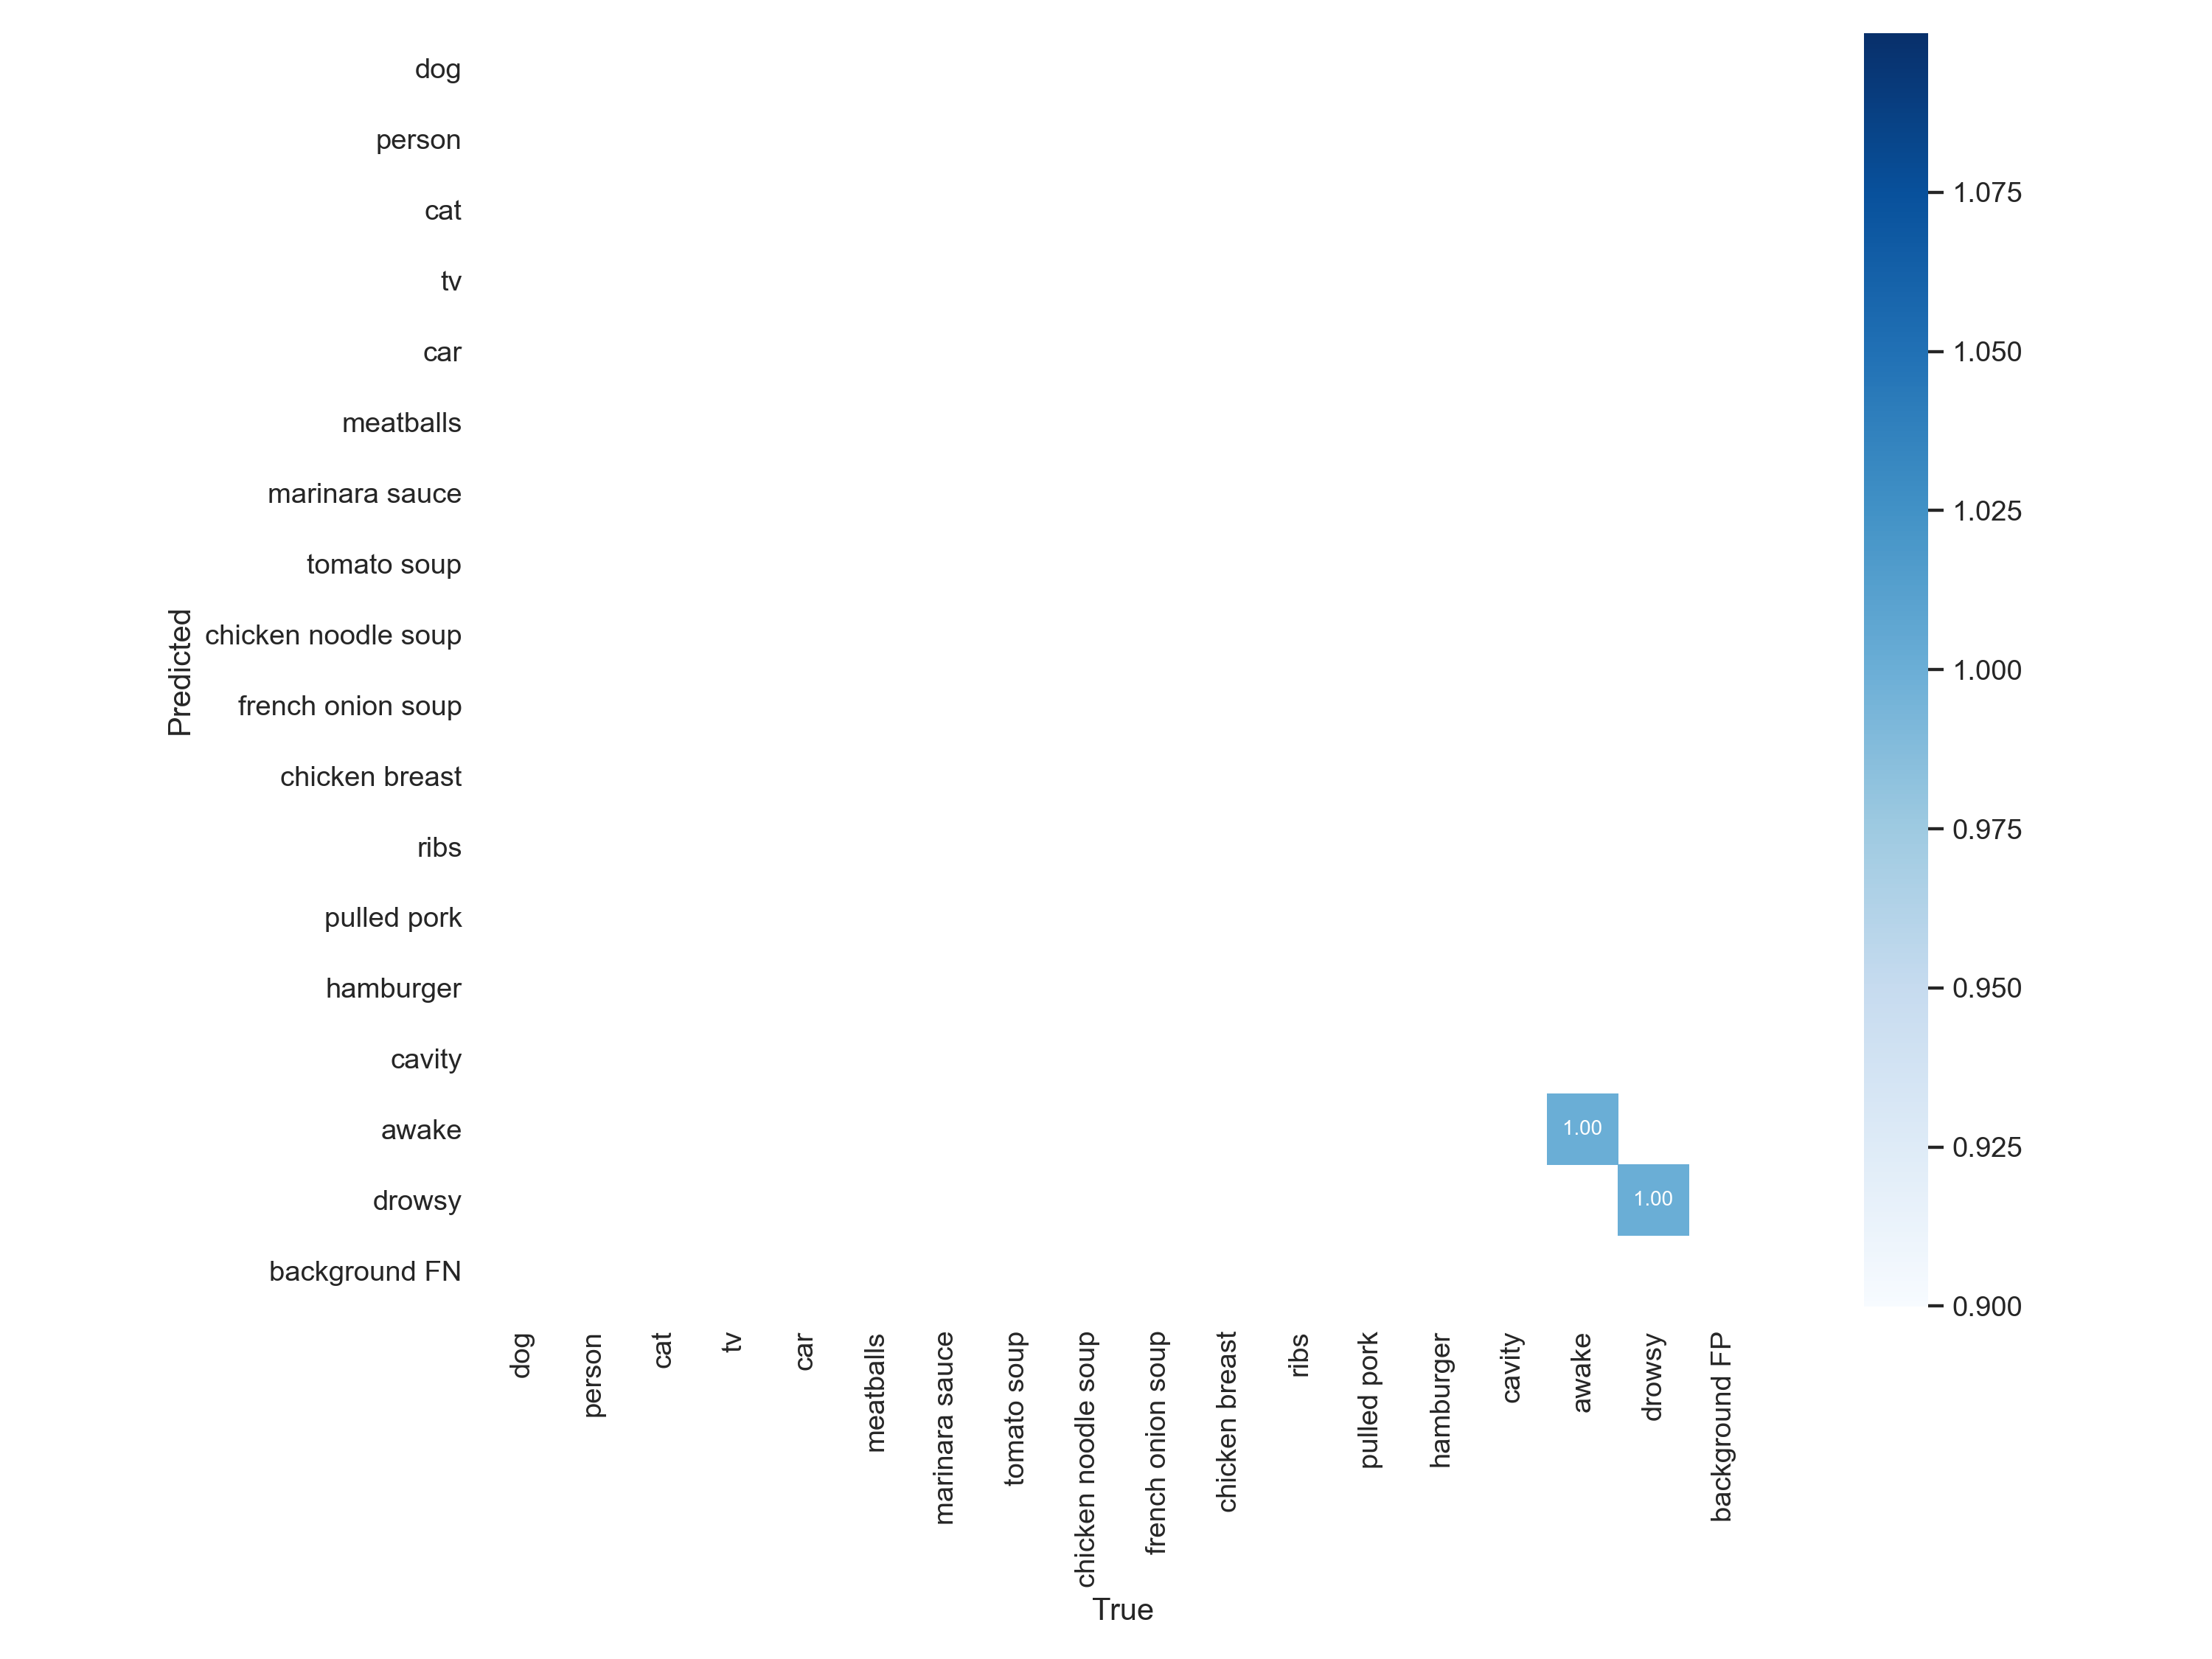 dog
person
cat
tv
car
meatballs
marinara sauce
tomato soup
chicken noodle soup
french onion soup
chicken breast
ribs
pulled pork
hamburger
cavity
awake
drowsy
background FN
Predicted
1.00
1.00
dog
person
cat
tv
car
meatballs
marinara sauce
tomato soup
chicken noodle soup
french onion soup
chicken breast
ribs
pulled pork
hamburger
cavity
awake
drowsy
background FP
True
1.075
1.050
1.025
1.000
0.975
0.950
0.925
0.900